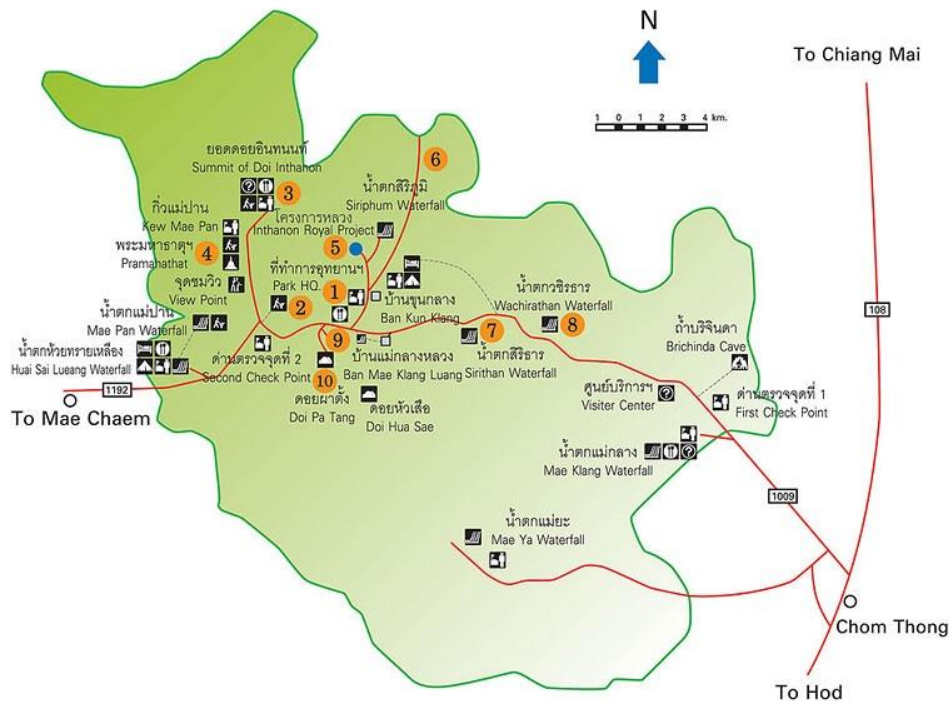 N
To Chiang Mai
1 0 1 2 3 4 km.
6
ยอดดอยอินทนนท์
Summit of Doi Inthanon
3
น้ำตกสิริภูมิ
Siriphum Waterfall
โครงการหลวง
Inthanon Royal Project
5
กิ่วแม่ปาน
Kew Mae Pan
พระมหาธาตุฯ
Pramahathat
4
จุดชมวิว
View Point
ที่ทำการอุทยานฯ
Park HQ.
1
2
บ้านขุนกลาง
Ban Kun Klang
น้ำตกวชิรธาร
Wachirathan Waterfall
8
7
น้ำตกสิริธาร
Sirithan Waterfall
น้ำตกแม่ปาน
Mae Pan Waterfall
น้ำตกห้วยทรายเหลือง
Huai Sai Lueang Waterfall
ด่านตรวจจุดที่ 2
Second Check Point
9
บ้านแม่กลางหลวง
Ban Mae Klang Luang
10
ดอยผาตั้ง
Doi Pa Tang
ดอยหัวเสือ
Doi Hua Sae
ถ้ำบริจินดา
Brichinda Cave
108
1192
To Mae Chaem
ศูนย์บริการฯ
Visiter Center
ด่านตรวจจุดที่ 1
First Check Point
น้ำตกแม่กลาง
Mae Klang Waterfall
1009
น้ำตกแม่ยะ
Mae Ya Waterfall
Chom Thong
To Hod